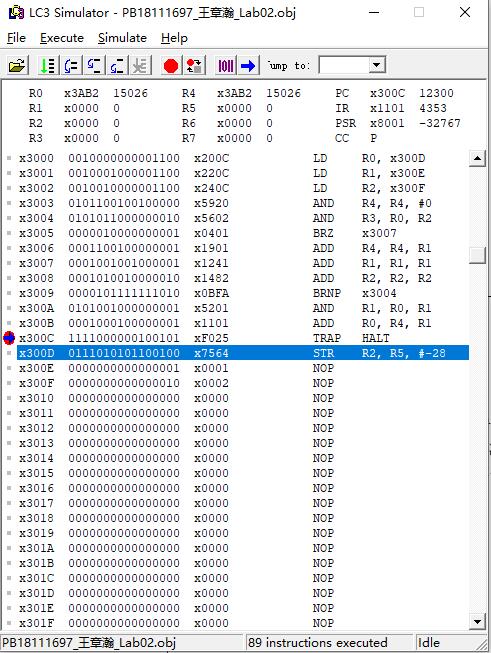 LC3 Simulator - PB18111697_王章瀚_Lab02.obj
File Execute Simulate Help
Jump to:
R0 x3AB2 15026 R4 x3AB2 15026 PC x300C 12300
R1 x0000 0 R5 x0000 0 IR x1101 4353
R2 x0000 0 R6 x0000 0 PSR x8001 -32767
R3 x0000 0 R7 x0000 0 CC P
x3000 0010000000001100 x200C LD R0, x300D
x3001 0010001000001100 x220C LD R1, x300E
x3002 0010010000001100 x240C LD R2, x300F
x3003 0101100100100000 x5920 AND R4, R4, #0
x3004 0101011000000010 x5602 AND R3, R0, R2
x3005 0000010000000001 x0401 BRZ x3007
x3006 0001100100000001 x1901 ADD R4, R4, R1
x3007 0001001001000001 x1241 ADD R1, R1, R1
x3008 0001010010000010 x1482 ADD R2, R2, R2
x3009 0000101111111010 x0BFA BRNP x3004
x300A 0101001000000001 x5201 AND R1, R0, R1
x300B 0001000100000001 x1101 ADD R0, R4, R1
x300C 1111000000100101 xF025 TRAP HALT
x300D 0111010101100100 x7564 STR R2, R5, #-28
x300E 0000000000000001 x0001 NOP
x300F 0000000000000010 x0002 NOP
x3010 0000000000000000 x0000 NOP
x3011 0000000000000000 x0000 NOP
x3012 0000000000000000 x0000 NOP
x3013 0000000000000000 x0000 NOP
x3014 0000000000000000 x0000 NOP
x3015 0000000000000000 x0000 NOP
x3016 0000000000000000 x0000 NOP
x3017 0000000000000000 x0000 NOP
x3018 0000000000000000 x0000 NOP
x3019 0000000000000000 x0000 NOP
x301A 0000000000000000 x0000 NOP
x301B 0000000000000000 x0000 NOP
x301C 0000000000000000 x0000 NOP
x301D 0000000000000000 x0000 NOP
x301E 0000000000000000 x0000 NOP
x301F 0000000000000000 x0000 NOP
PB18111697_王章瀚_Lab02.obj 89 instructions executed Idle